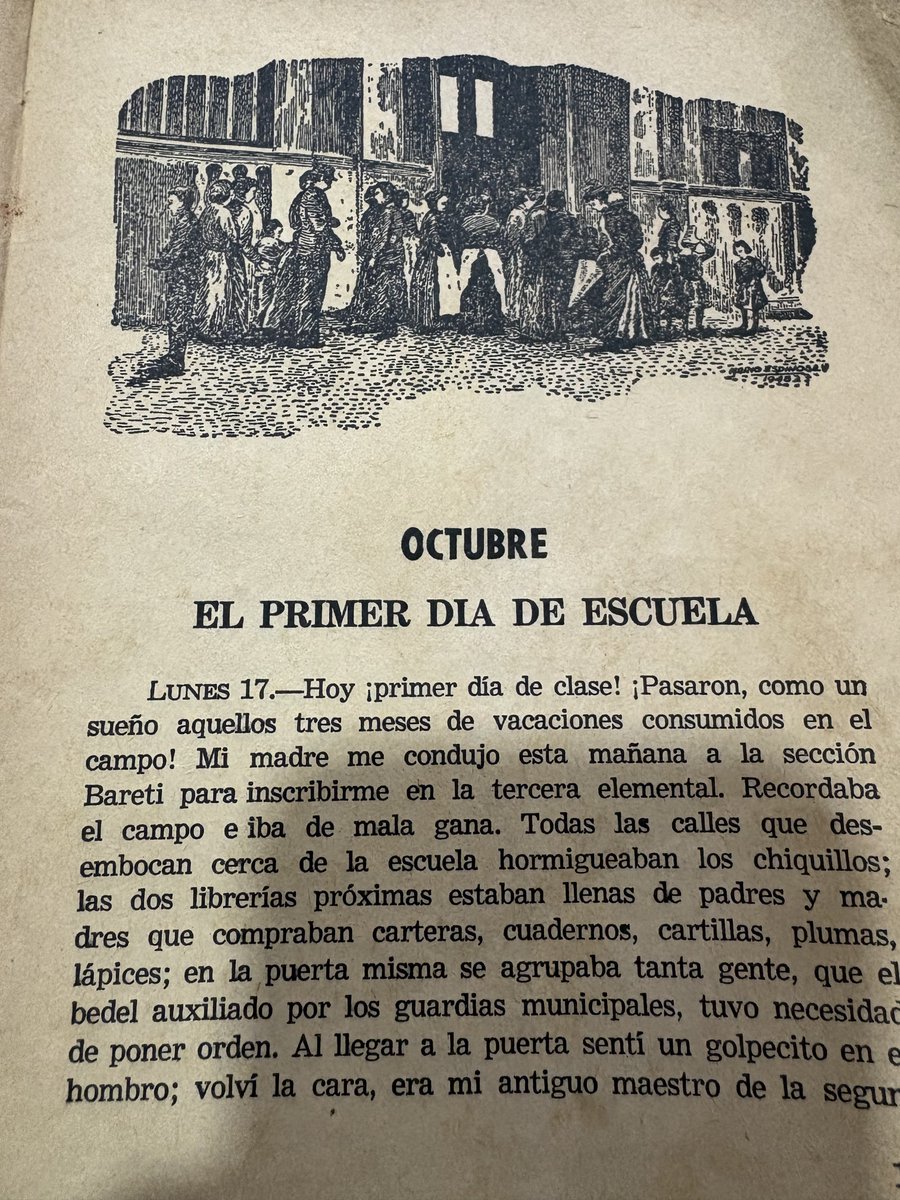 OCTUBRE
EL PRIMER DIA DE ESCUELA
LUNES 17.—Hoy ¡primer día de clase! ¡Pasaron, como un
sueño aquellos tres meses de vacaciones consumidos en el
campo! Mi madre me condujo esta mañana a la sección
Bareti para inscribirme en la tercera elemental. Recordaba
el campo e iba de mala gana. Todas las calles que des-
embocan cerca de la escuela hormigueaban los chiquillos;
las dos librerías próximas estaban llenas de padres y ma-
dres que compraban carteras, cuadernos, cartillas, plumas,
lápices; en la puerta misma se agrupaba tanta gente, que el
bedel auxiliado por los guardias municipales, tuvo necesidad
de poner orden. Al llegar a la puerta sentí un golpecito en e
hombro; volví la cara, era mi antiguo maestro de la segun